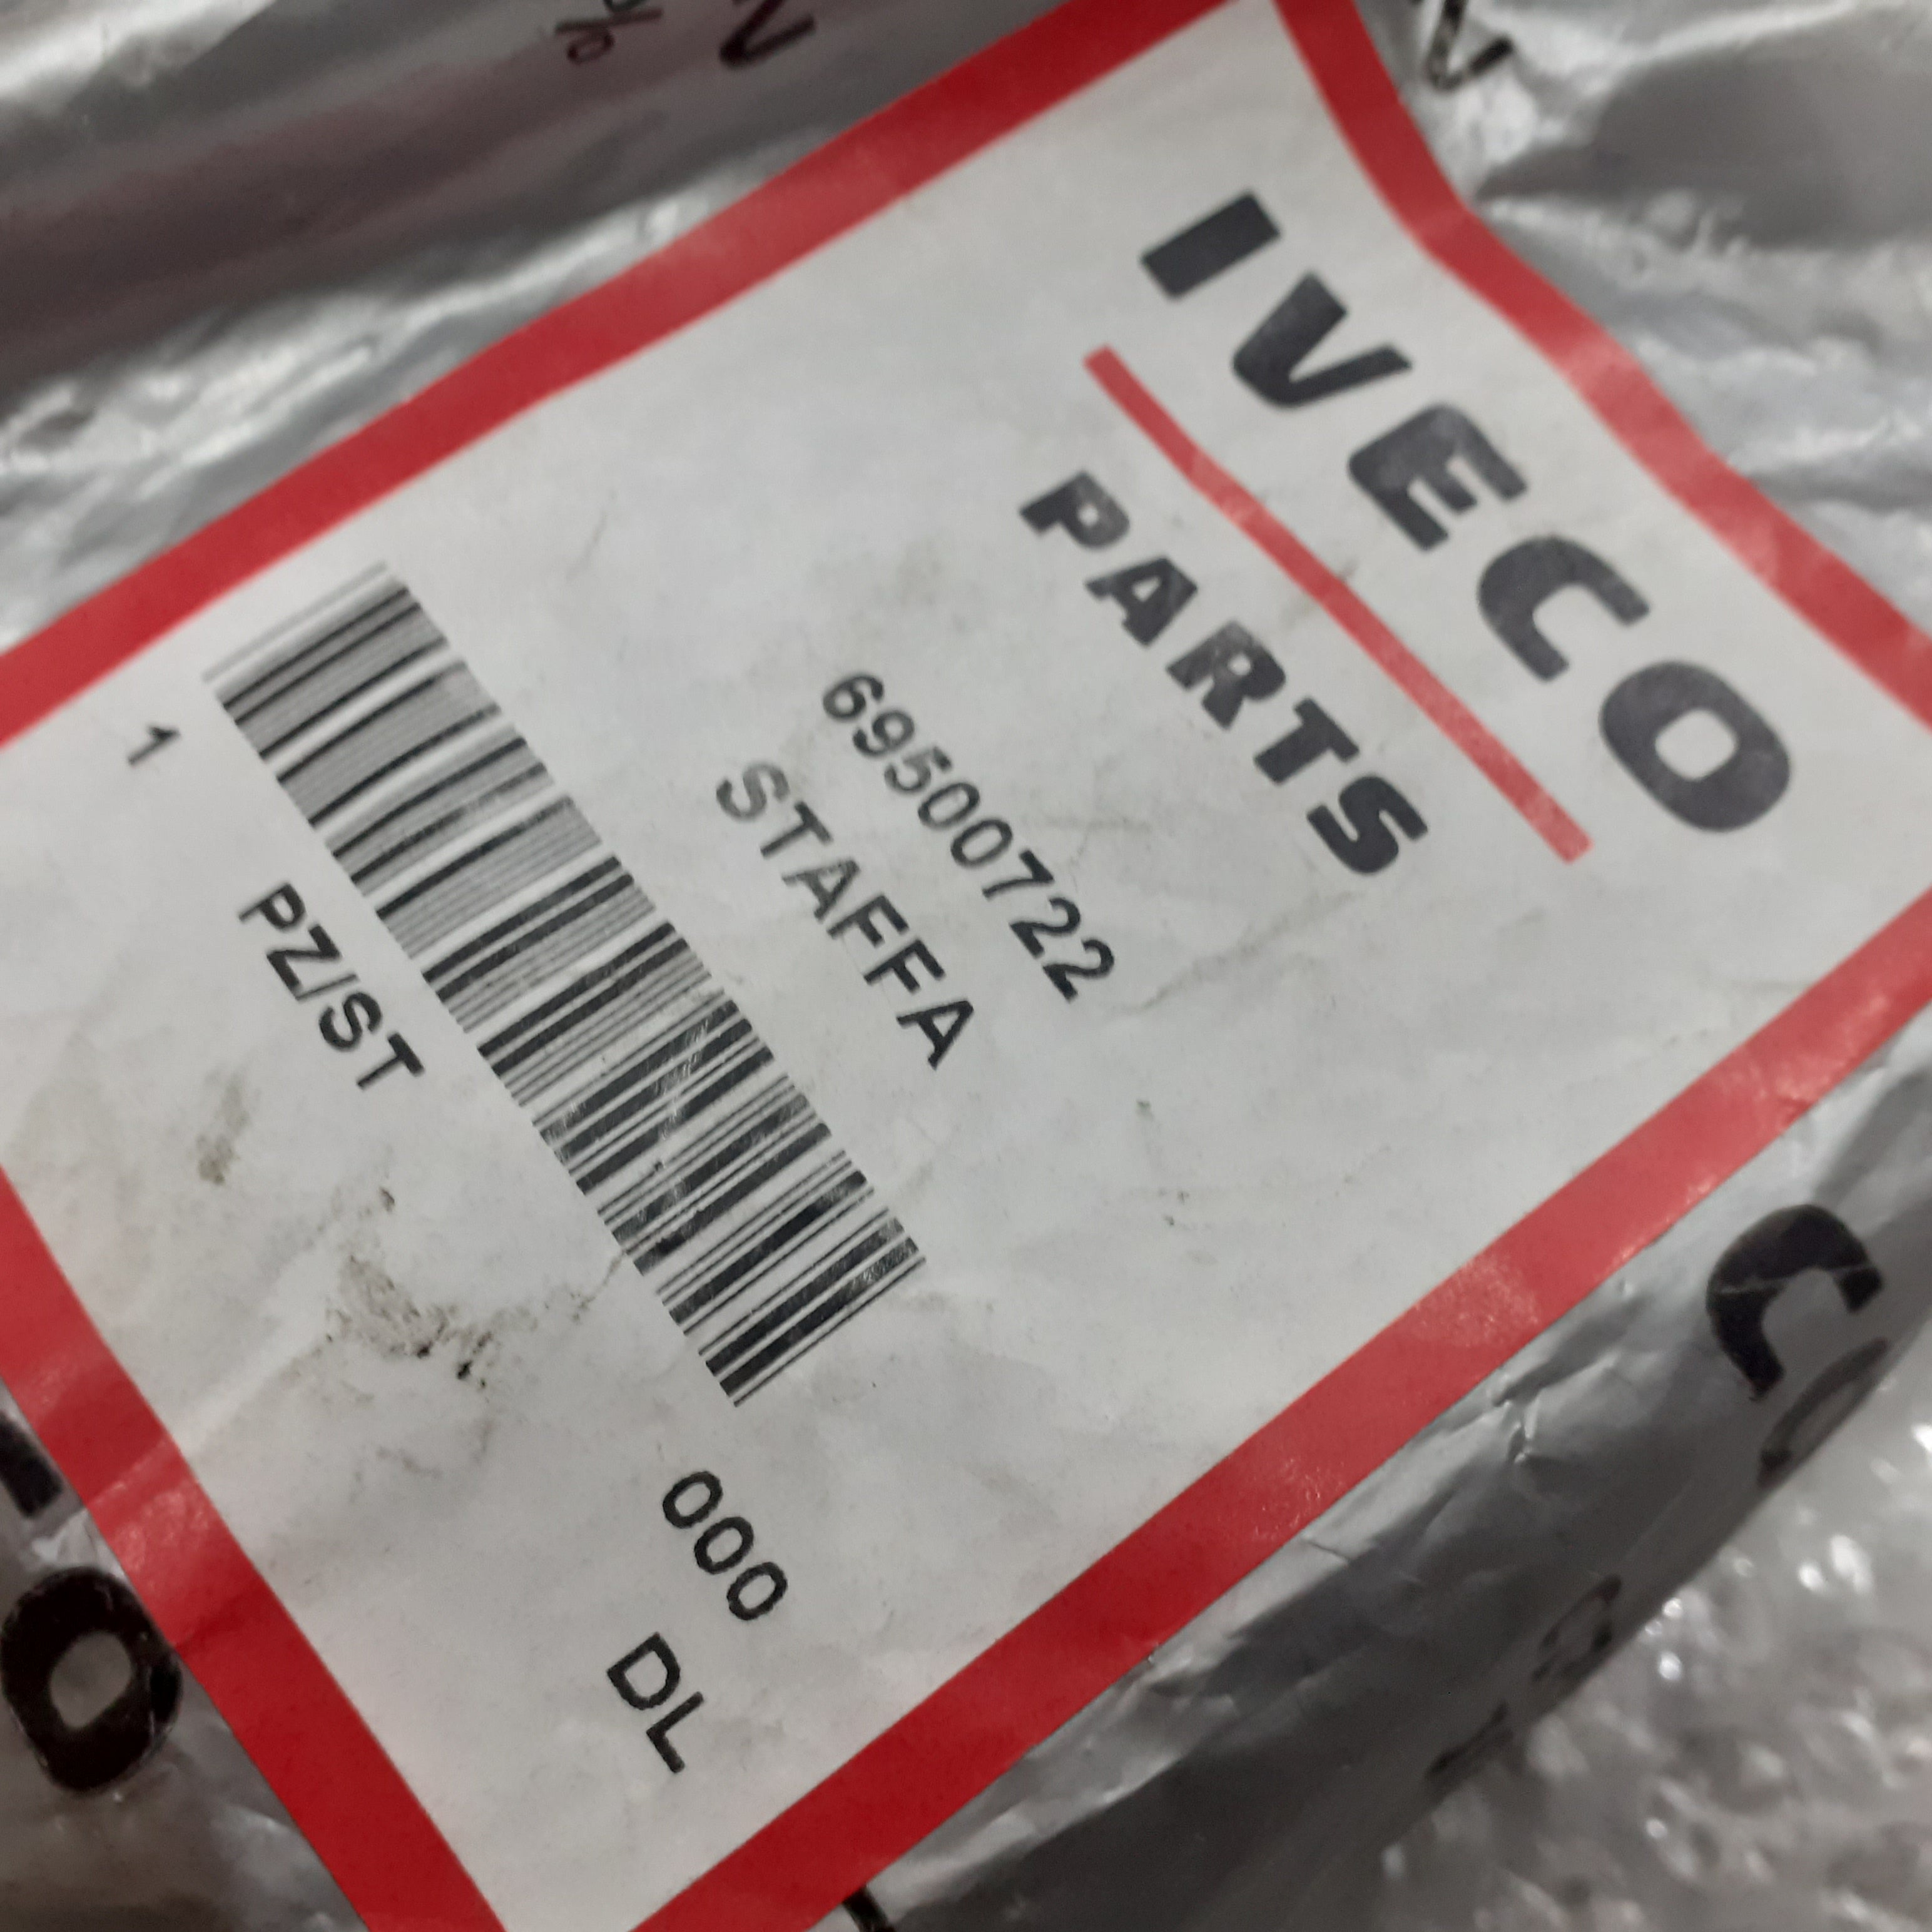 IVECO
PARTS
69500722
STAFFA
1 PZ/ST
000
DL